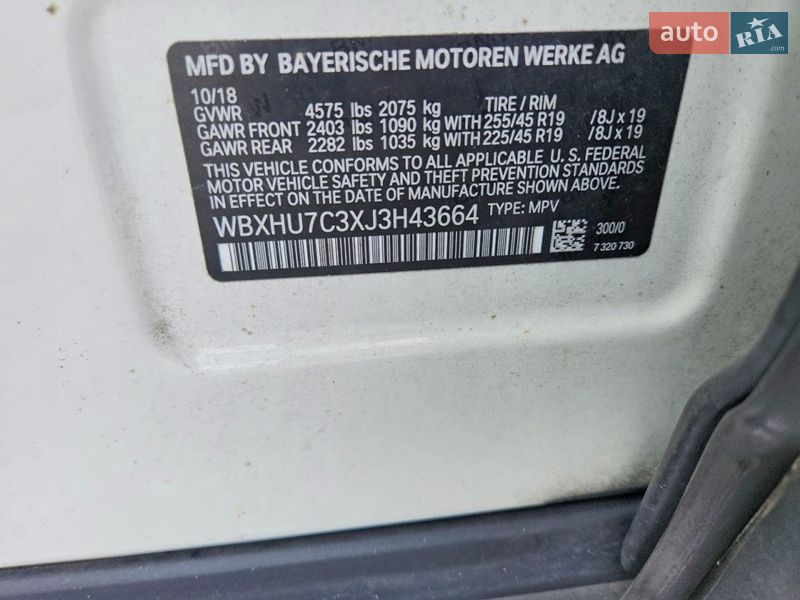 auto RIA .com
MFD BY BAYERISCHE MOTOREN WERKE AG
10/18 TIRE / RIM
GVWR 4575 lbs 2075 kg
GAWR FRONT 2403 lbs 1090 kg WITH 255/45 R19 /8J x 19
GAWR REAR 2282 lbs 1035 kg WITH 225/45 R19 /8J x 19
THIS VEHICLE CONFORMS TO ALL APPLICABLE U. S. FEDERAL
MOTOR VEHICLE SAFETY AND THEFT PREVENTION STANDARDS
IN EFFECT ON THE DATE OF MANUFACTURE SHOWN ABOVE.
WBXHU7C3XJ3H43664 TYPE: MPV
300/0
7 320 730